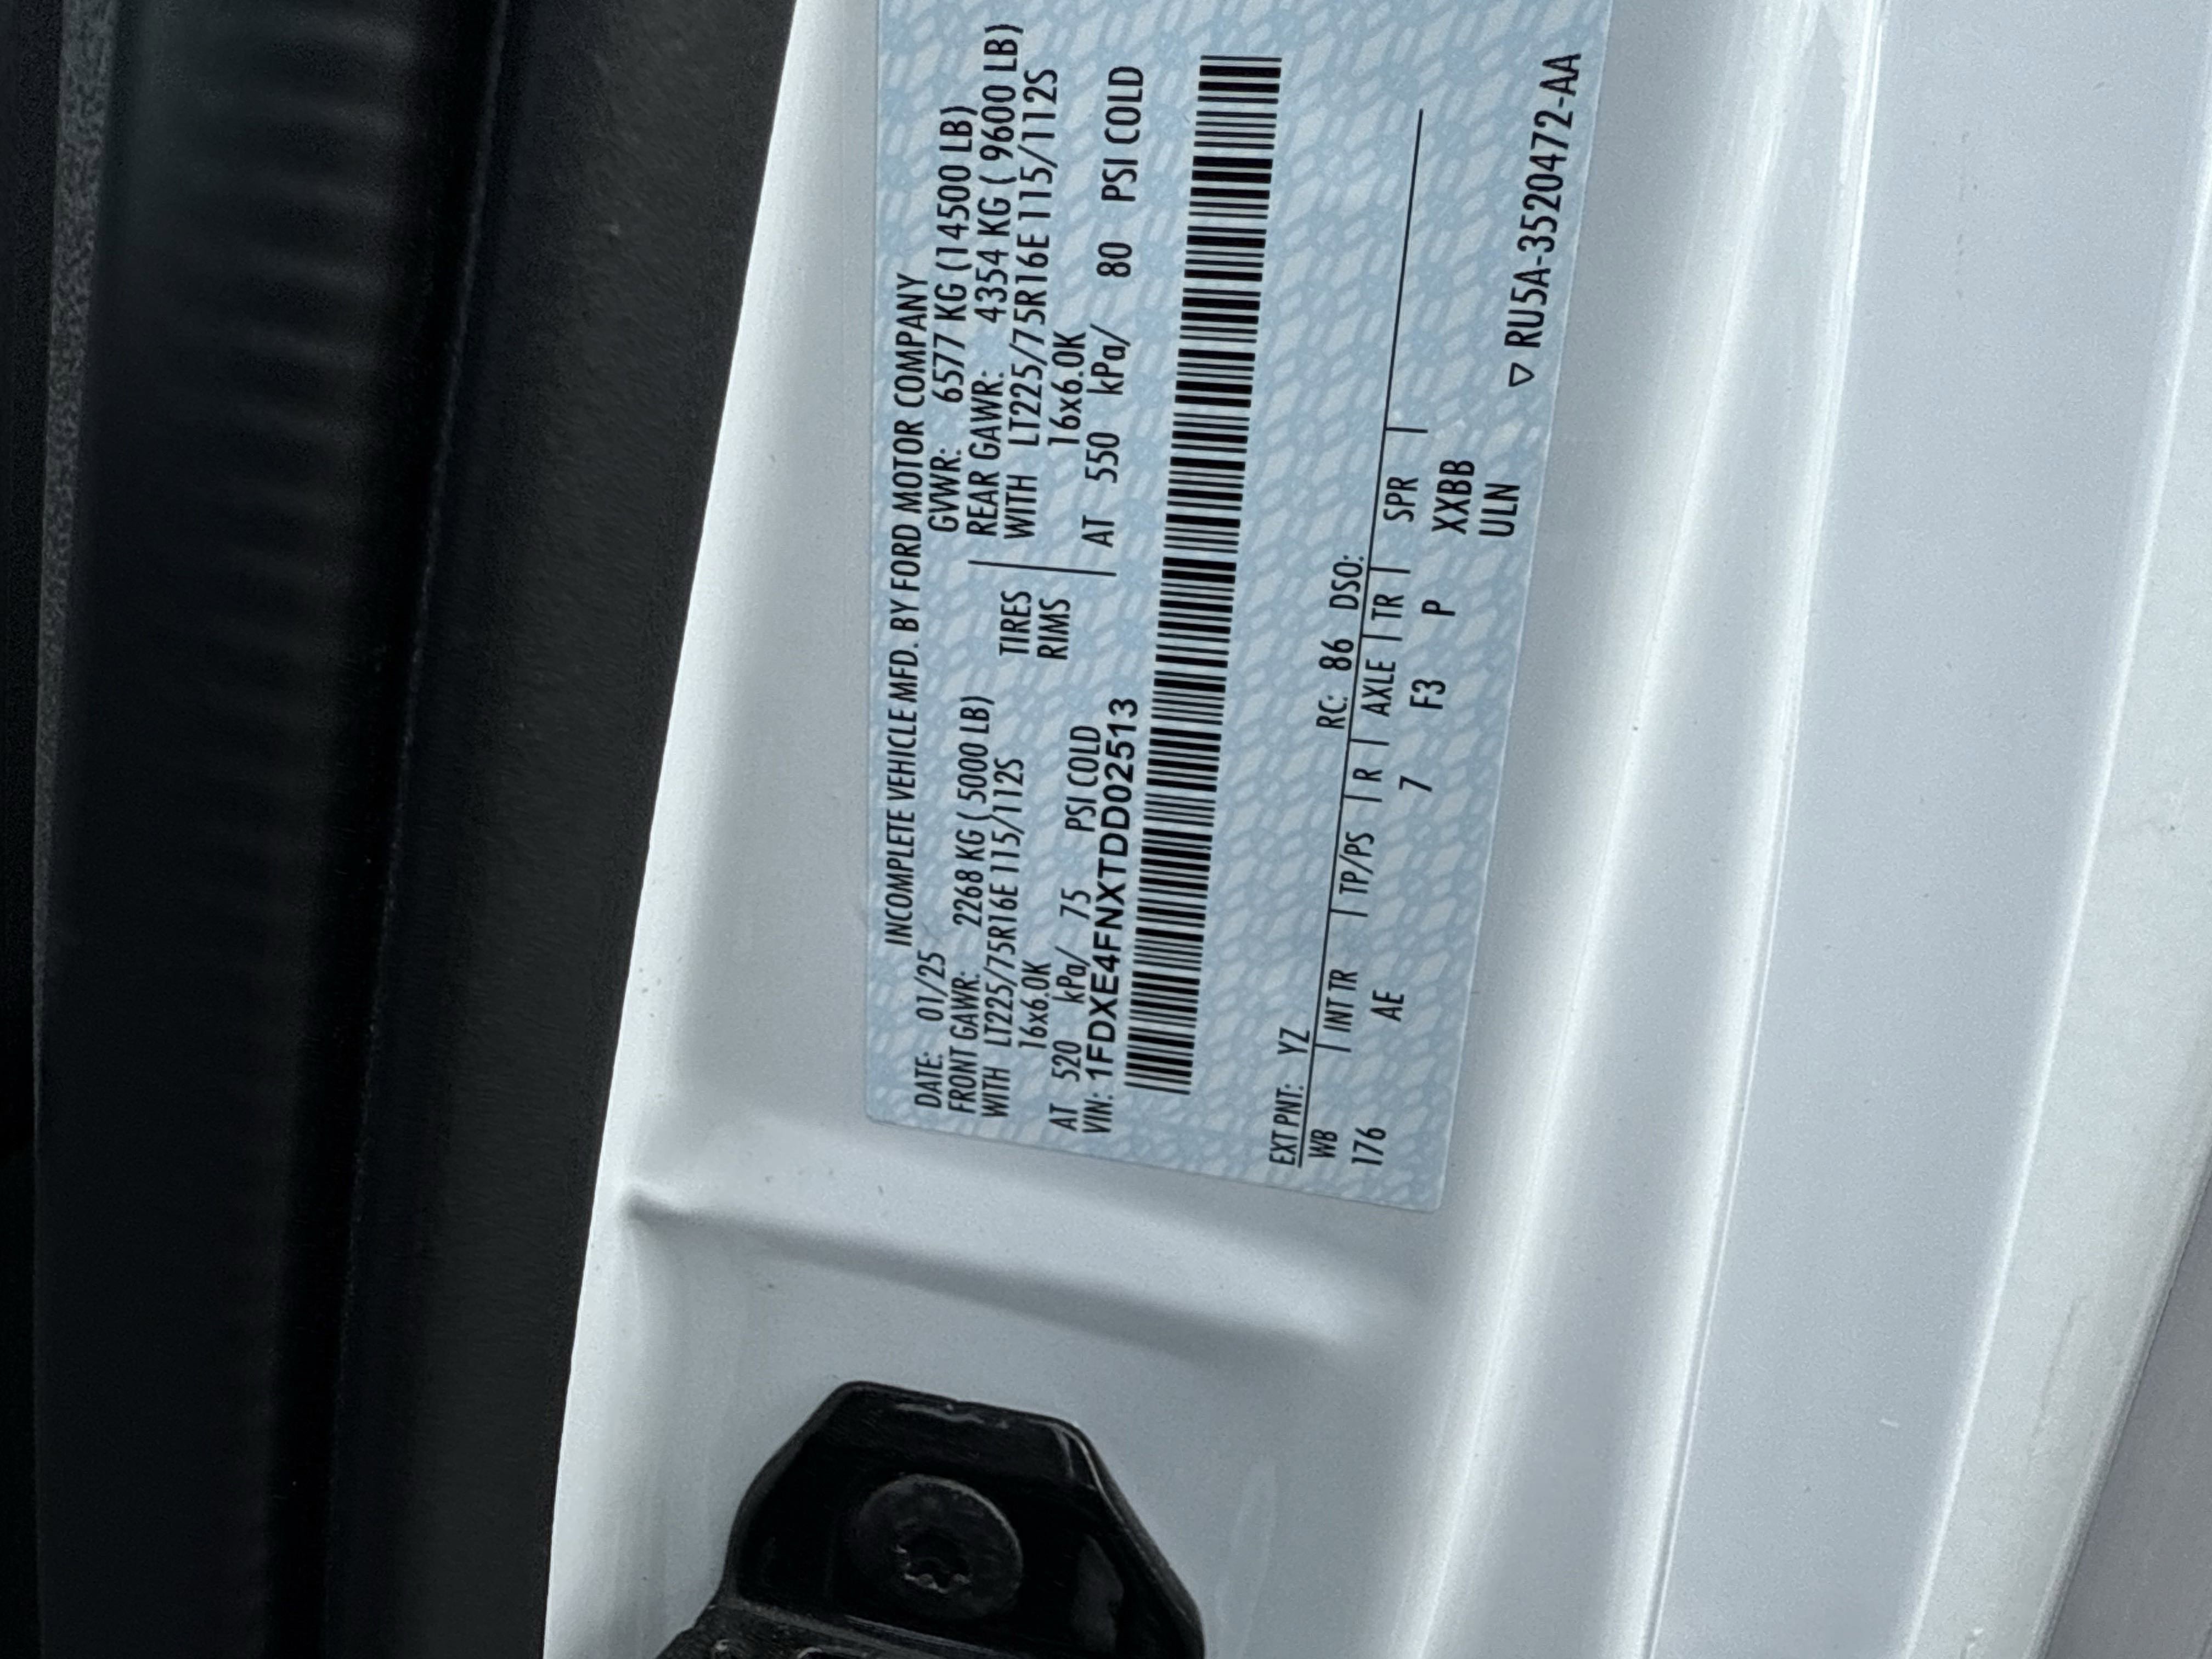 INCOMPLETE VEHICLE MFD. BY FORD MOTOR COMPANY
DATE: 01/25 GVWR: 6577 KG (14500 LB)
FRONT GAWR: 2268 KG ( 5000 LB) REAR GAWR: 4354 KG ( 9600 LB)
WITH LT225/75R16E 115/112S TIRES WITH LT225/75R16E 115/112S
16x6.0K RIMS 16x6.0K
AT 520 kPa/ 75 PSI COLD AT 550 kPa/ 80 PSI COLD
VIN: 1FDXE4FNXTDD02513
EXT PNT: YZ RC: 86 DSO:
WB | INT TR | TP/PS | R | AXLE | TR | SPR |
176 AE 7 F3 P XXBB
ULN
▽ RU5A-3520472-AA